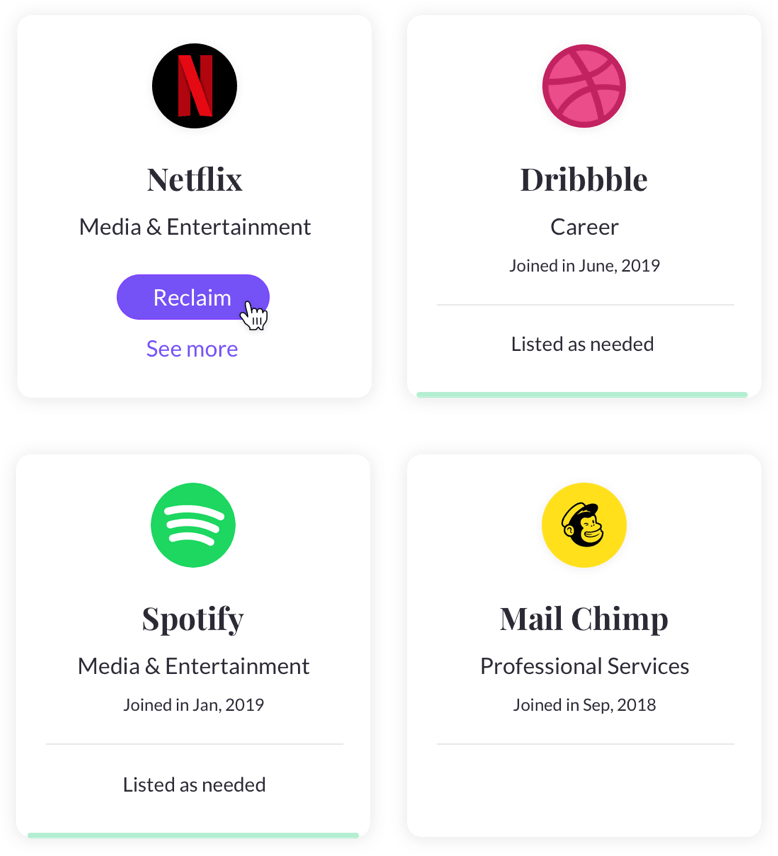 Netflix
Media & Entertainment
Reclaim
See more
Dribbble
Career
Joined in June, 2019
Listed as needed
Spotify
Media & Entertainment
Joined in Jan, 2019
Listed as needed
Mail Chimp
Professional Services
Joined in Sep, 2018